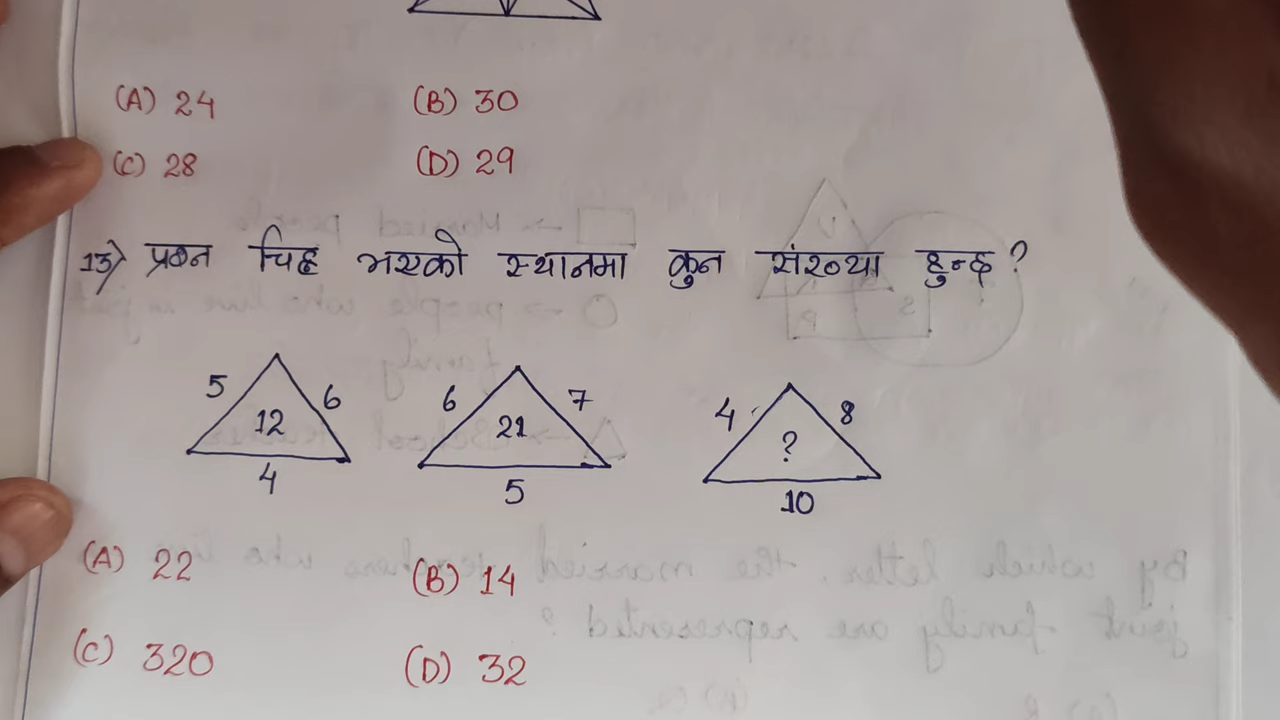 (A) 24 (B) 30
(C) 28 (D) 29
13) प्रश्न चिह्न भएको स्थानमा कुन संख्या हुन्छ ?
5 6 6 7 4 8
12 21 ?
4 5 10
(A) 22 (B) 14
(C) 320 (D) 32